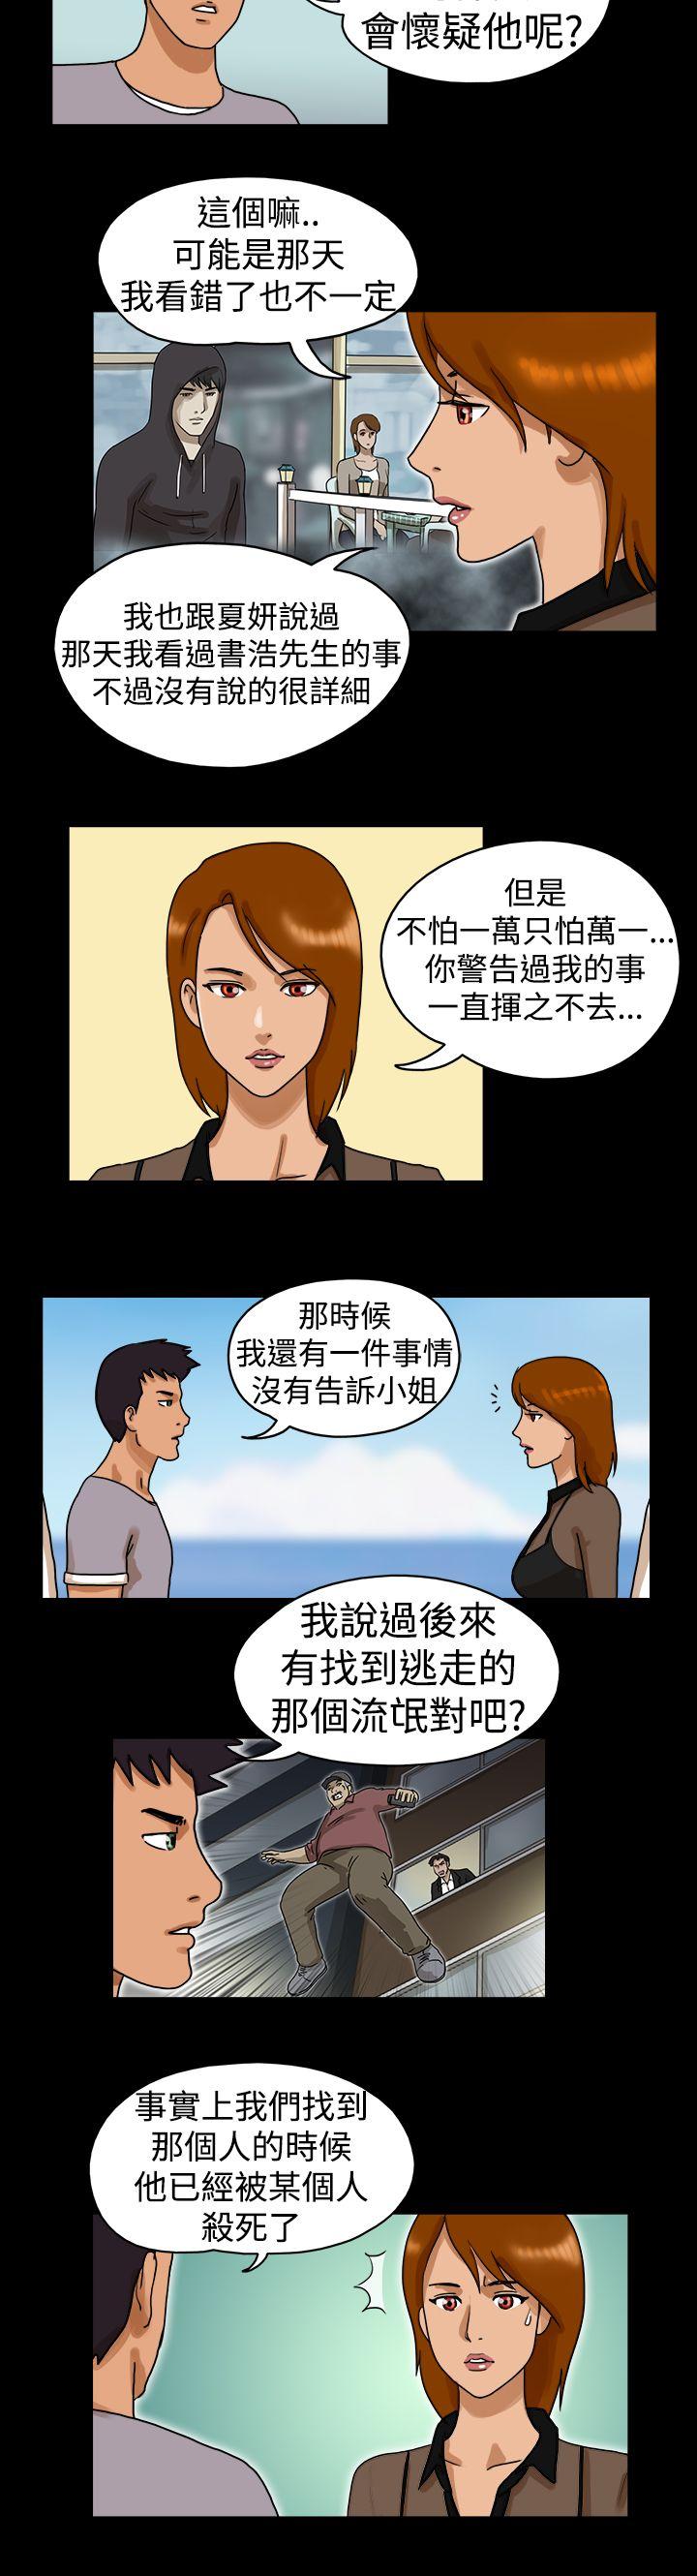 會懷疑他呢?
這個嘛..
可能是那天
我看錯了也不一定
我也跟夏妍說過
那天我看過書浩先生的事
不過沒有說的很詳細
但是
不怕一萬只怕萬一...
你警告過我的事
一直揮之不去...
那時候
我還有一件事情
沒有告訴小姐
我說過後來
有找到逃走的
那個流氓對吧?
事實上我們找到
那個人的時候
他已經被某個人
殺死了